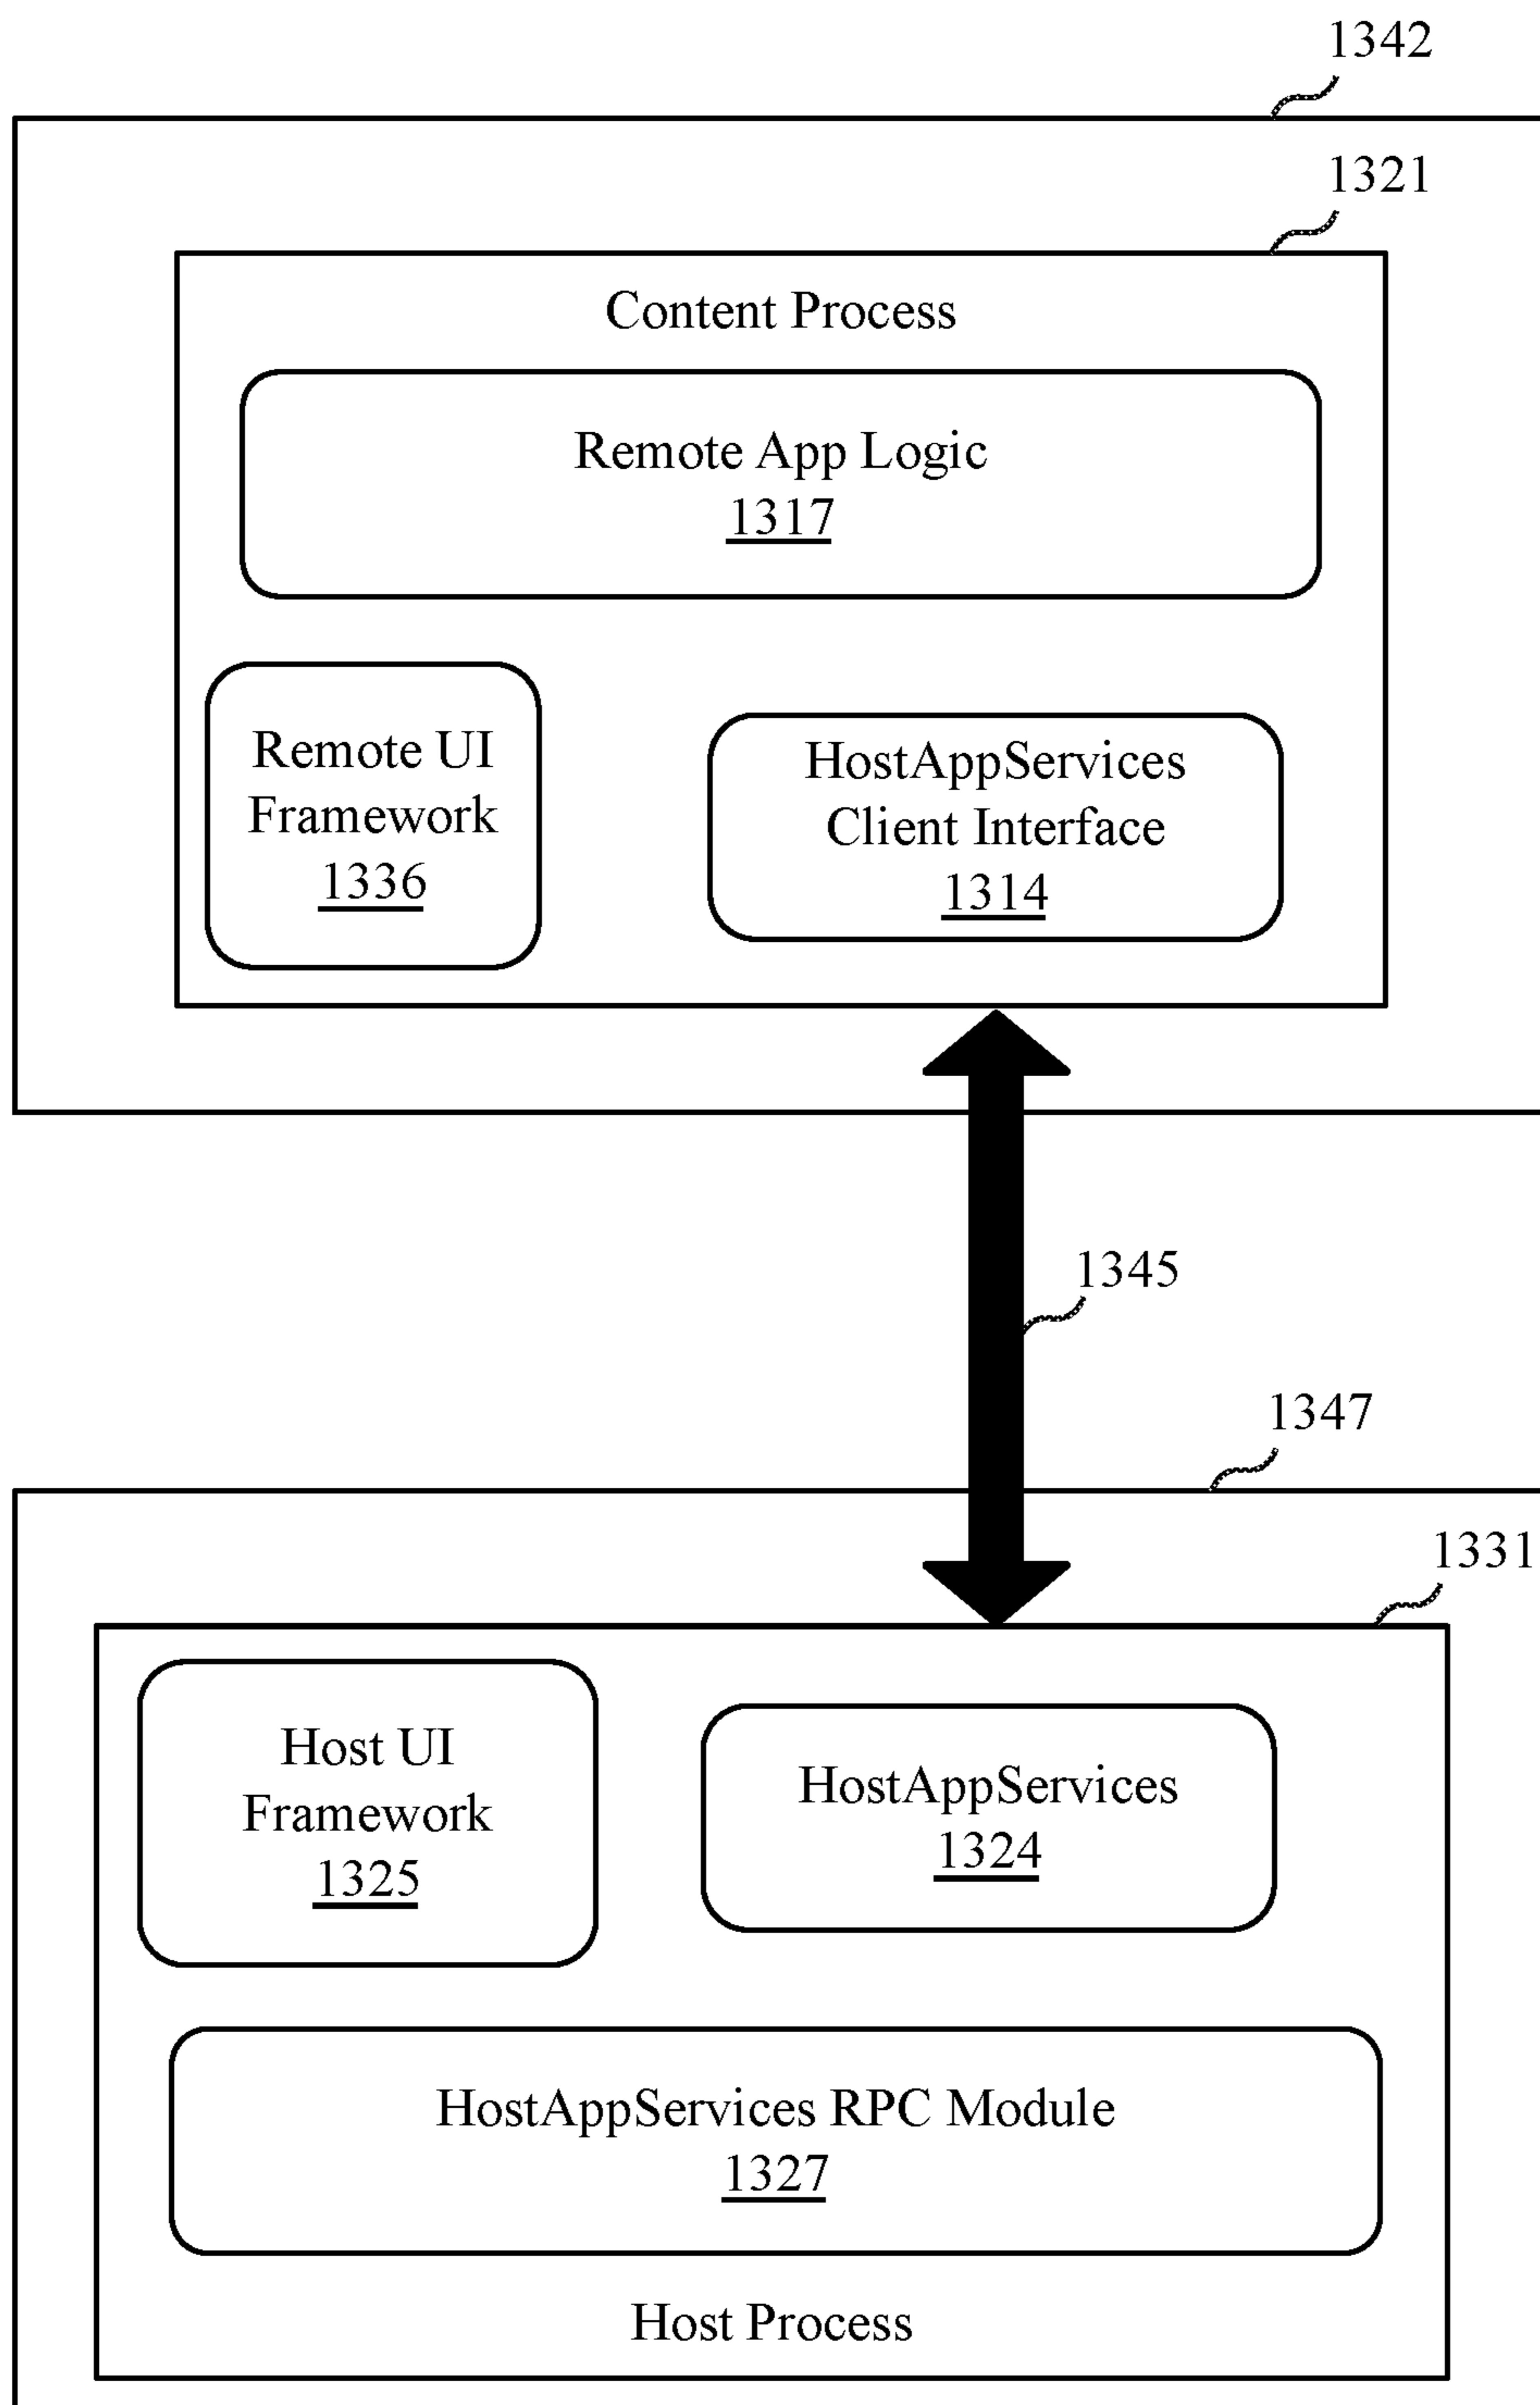 1342
1321
Content Process
Remote App Logic
1317
Remote UI
Framework
1336
HostAppServices
Client Interface
1314
1345
1347
1331
Host UI
Framework
1325
HostAppServices
1324
HostAppServices RPC Module
1327
Host Process